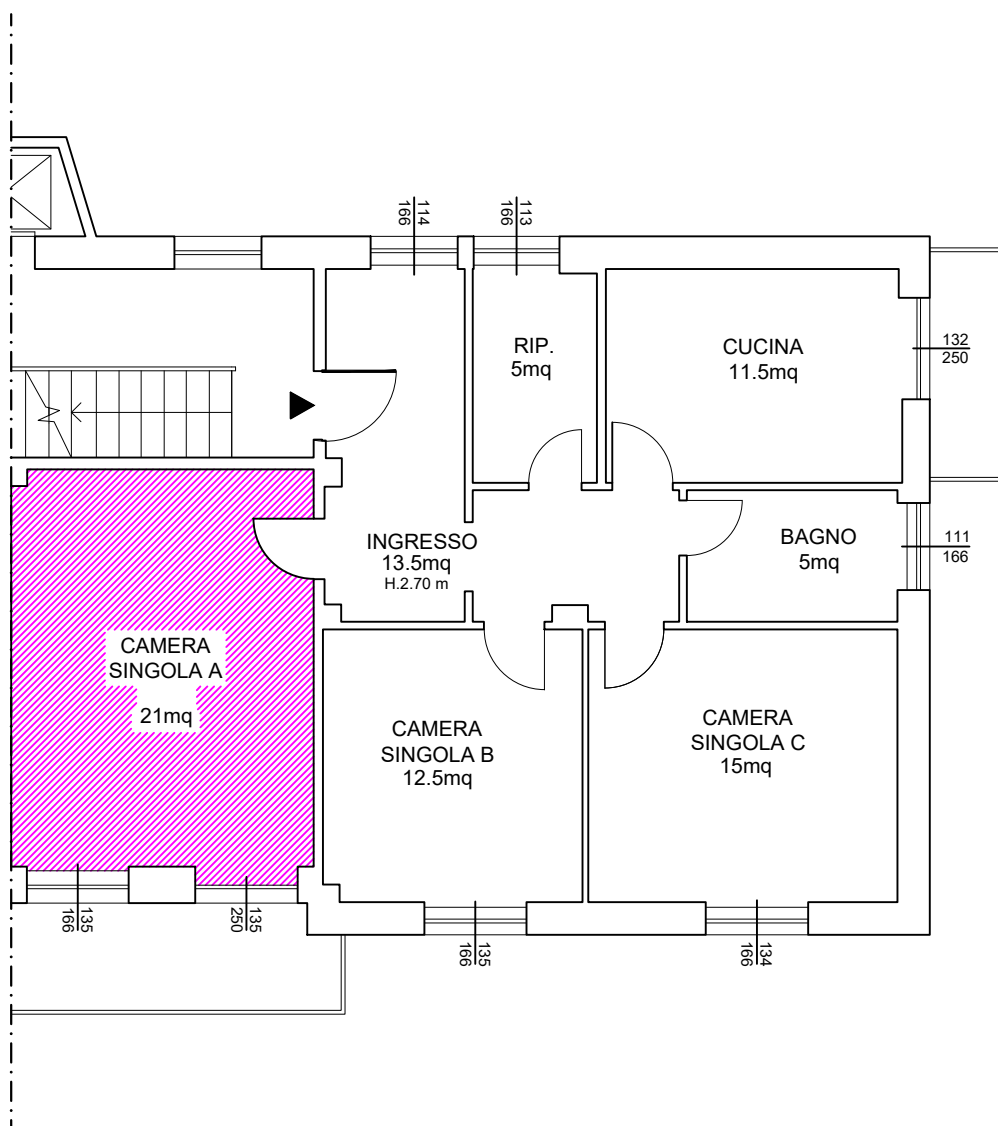 114
166
113
166
RIP.
5mq
CUCINA
11.5mq
132
250
INGRESSO
13.5mq
H.2.70 m
BAGNO
5mq
111
166
CAMERA
SINGOLA A
21mq
CAMERA
SINGOLA B
12.5mq
CAMERA
SINGOLA C
15mq
135
166
135
250
135
166
134
166